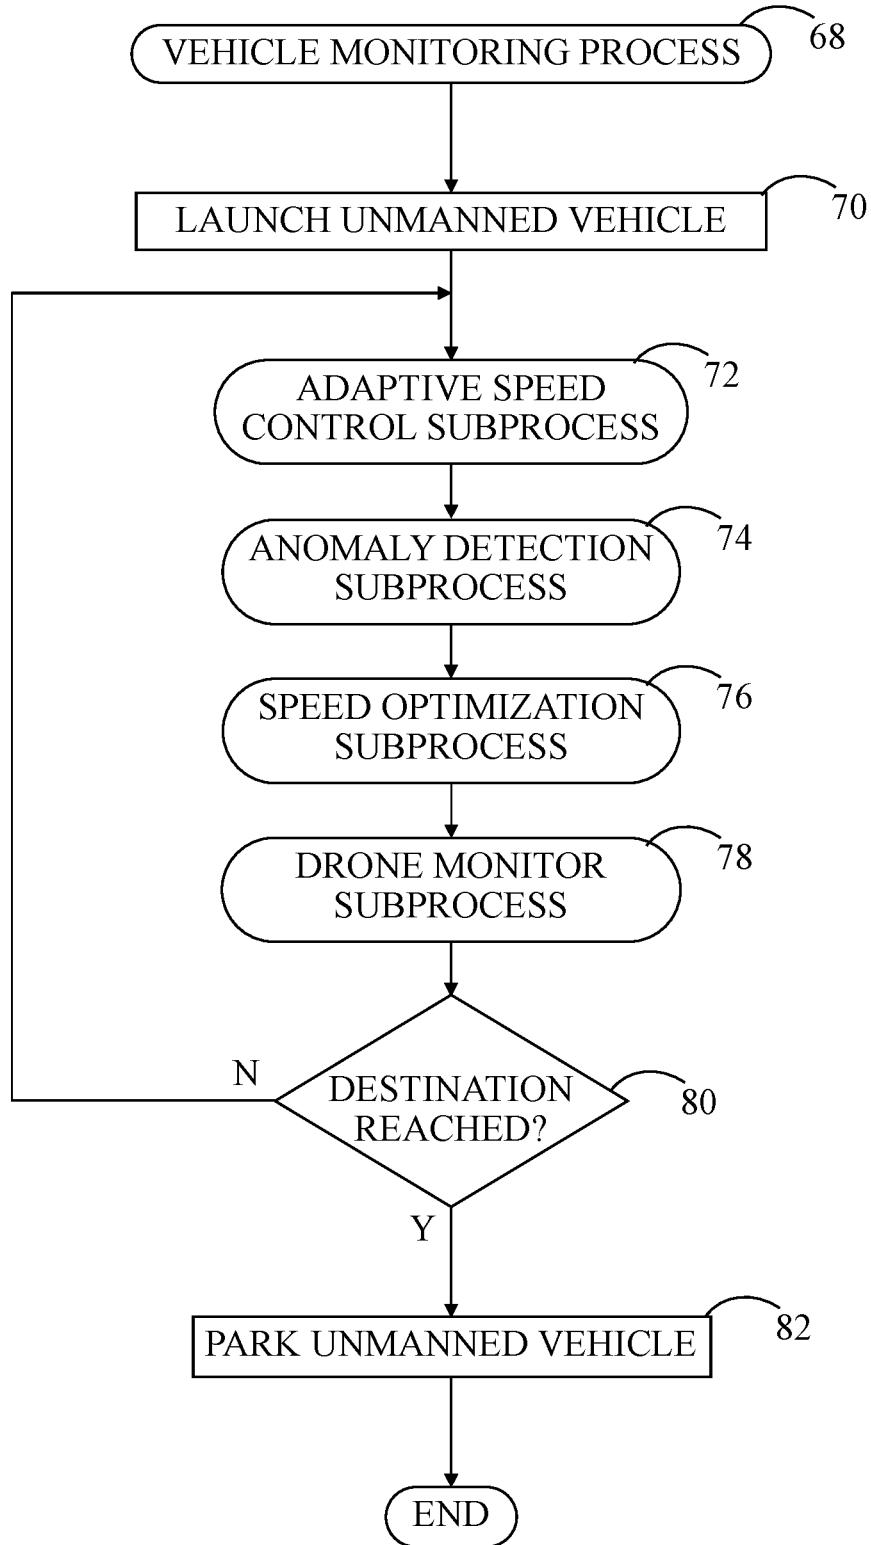 VEHICLE MONITORING PROCESS
68
LAUNCH UNMANNED VEHICLE
70
ADAPTIVE SPEED
CONTROL SUBPROCESS
72
ANOMALY DETECTION
SUBPROCESS
74
SPEED OPTIMIZATION
SUBPROCESS
76
DRONE MONITOR
SUBPROCESS
78
N
DESTINATION
REACHED?
80
Y
PARK UNMANNED VEHICLE
82
END